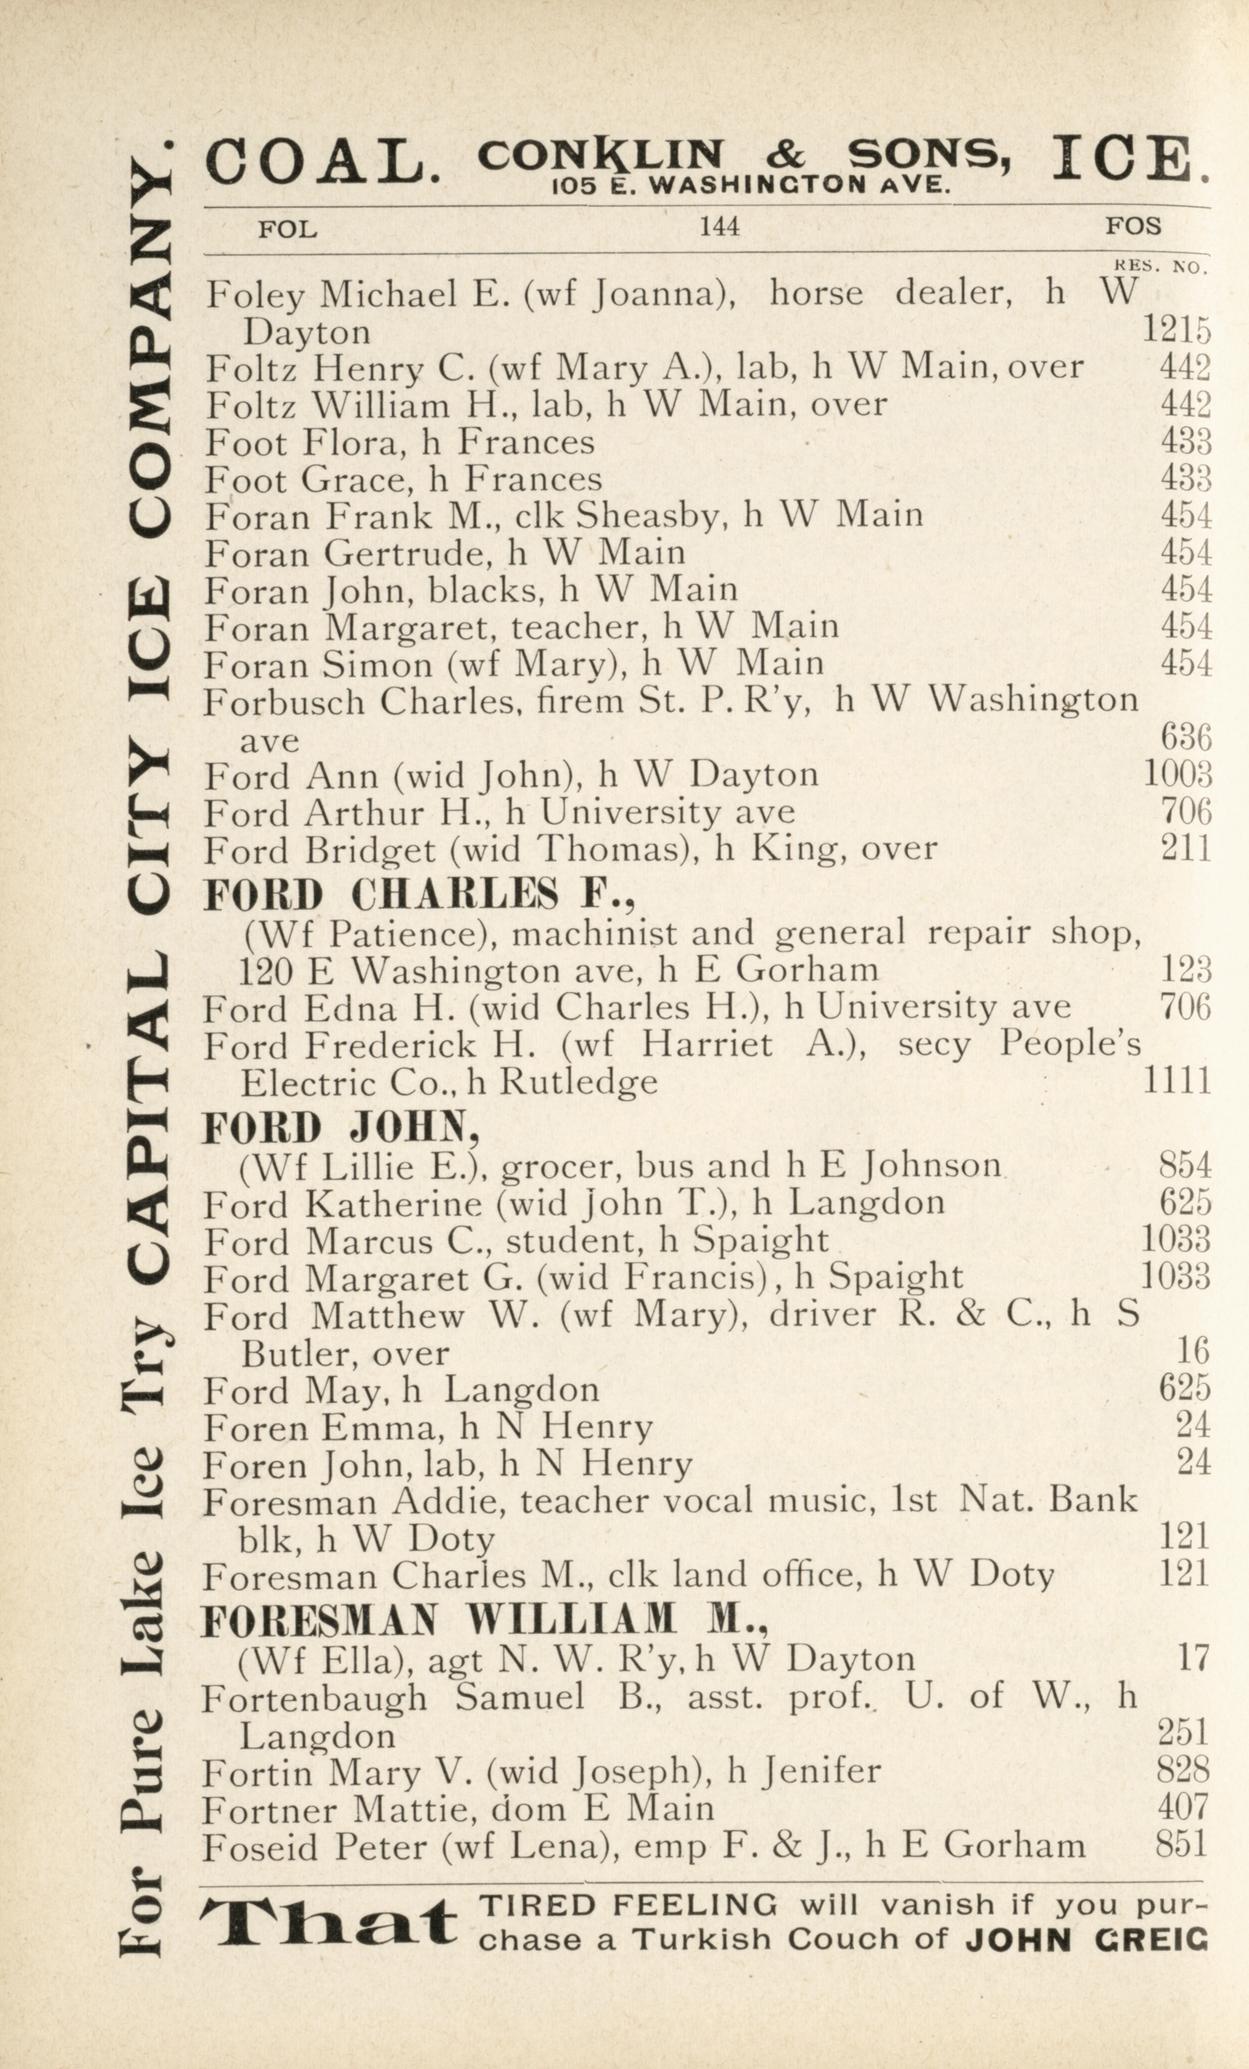 COAL. CONKLIN & SONS, ICE.
105 E. WASHINGTON AVE.
FOL 144 FOS
RES. NO.
Foley Michael E. (wf Joanna), horse dealer, h W
Dayton 1215
Foltz Henry C. (wf Mary A.), lab, h W Main, over 442
Foltz William H., lab, h W Main, over 442
Foot Flora, h Frances 433
Foot Grace, h Frances 433
Foran Frank M., clk Sheasby, h W Main 454
Foran Gertrude, h W Main 454
Foran John, blacks, h W Main 454
Foran Margaret, teacher, h W Main 454
Foran Simon (wf Mary), h W Main 454
Forbusch Charles, firem St. P. R'y, h W Washington
ave 636
Ford Ann (wid John), h W Dayton 1003
Ford Arthur H., h University ave 706
Ford Bridget (wid Thomas), h King, over 211
FORD CHARLES F.,
(Wf Patience), machinist and general repair shop,
120 E Washington ave, h E Gorham 123
Ford Edna H. (wid Charles H.), h University ave 706
Ford Frederick H. (wf Harriet A.), secy People's
Electric Co., h Rutledge 1111
FORD JOHN,
(Wf Lillie E.), grocer, bus and h E Johnson 854
Ford Katherine (wid John T.), h Langdon 625
Ford Marcus C., student, h Spaight 1033
Ford Margaret G. (wid Francis), h Spaight 1033
Ford Matthew W. (wf Mary), driver R. & C., h S
Butler, over 16
Ford May, h Langdon 625
Foren Emma, h N Henry 24
Foren John, lab, h N Henry 24
Foresman Addie, teacher vocal music, 1st Nat. Bank
blk, h W Doty 121
Foresman Charles M., clk land office, h W Doty 121
FORESMAN WILLIAM M.,
(Wf Ella), agt N. W. R'y, h W Dayton 17
Fortenbaugh Samuel B., asst. prof. U. of W., h
Langdon 251
Fortin Mary V. (wid Joseph), h Jenifer 828
Fortner Mattie, dom E Main 407
Foseid Peter (wf Lena), emp F. & J., h E Gorham 851
That TIRED FEELING will vanish if you pur-
chase a Turkish Couch of JOHN GREIG
For Pure Lake Ice Try CAPITAL CITY ICE COMPANY.